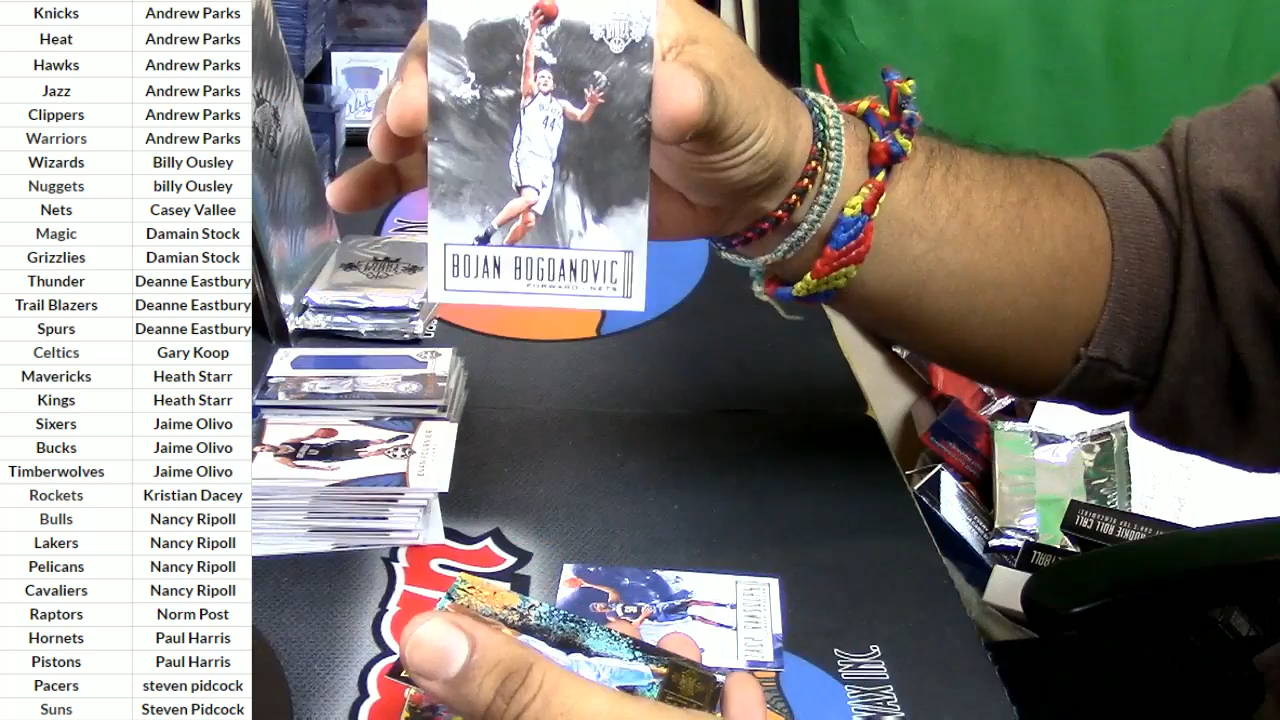 Knicks Andrew Parks
Heat Andrew Parks
Hawks Andrew Parks
Jazz Andrew Parks
Clippers Andrew Parks
Warriors Andrew Parks
Wizards Billy Ousley
Nuggets billy Ousley
Nets Casey Vallee
Magic Damain Stock
Grizzlies Damian Stock
Thunder Deanne Eastbury
Trail Blazers Deanne Eastbury
Spurs Deanne Eastbury
Celtics Gary Koop
Mavericks Heath Starr
Kings Heath Starr
Sixers Jaime Olivo
Bucks Jaime Olivo
Timberwolves Jaime Olivo
Rockets Kristian Dacey
Bulls Nancy Ripoll
Lakers Nancy Ripoll
Pelicans Nancy Ripoll
Cavaliers Nancy Ripoll
Raptors Norm Pot
Hornets Paul Harris
Pistons Paul Harris
Pacers steven pidcock
Suns Steven Pidcock
44
BOJAN BOGDANOVIC
FORWARD - NETS
ROOKIE ROLL CALL
WAX INC